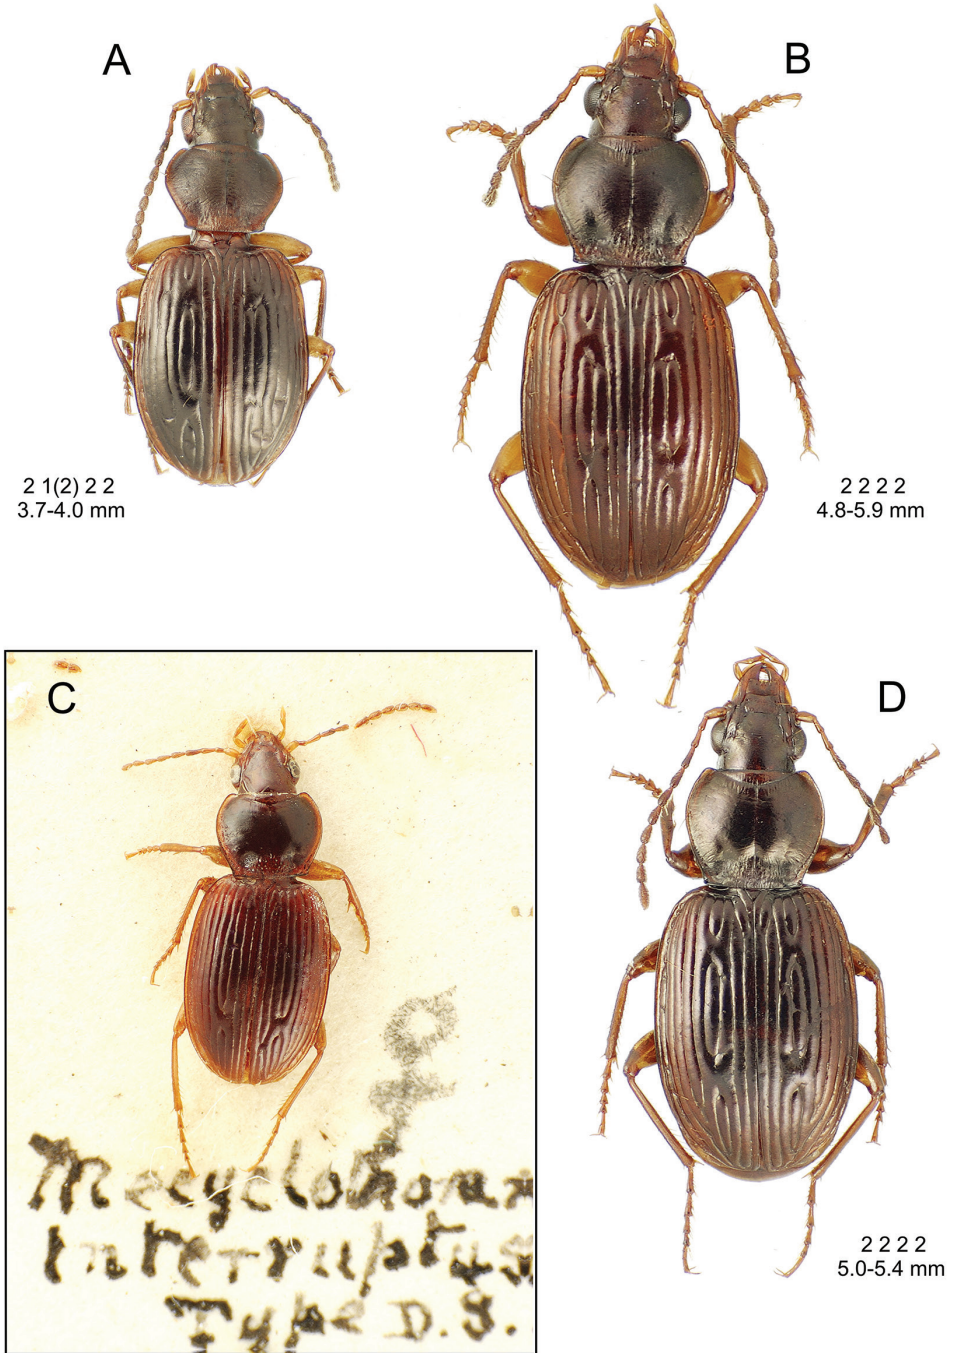 A
B
2 1(2) 2 2
3.7-4.0 mm
2 2 2 2
4.8-5.9 mm
C
D
♀
Mecyclothorax
Interruptus
Type D. S.
2 2 2 2
5.0-5.4 mm